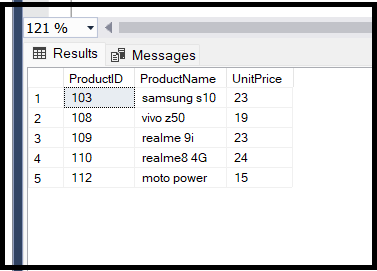 121 %
Results Messages
ProductID ProductName UnitPrice
1 103 samsung s10 23
2 108 vivo z50 19
3 109 realme 9i 23
4 110 realme8 4G 24
5 112 moto power 15